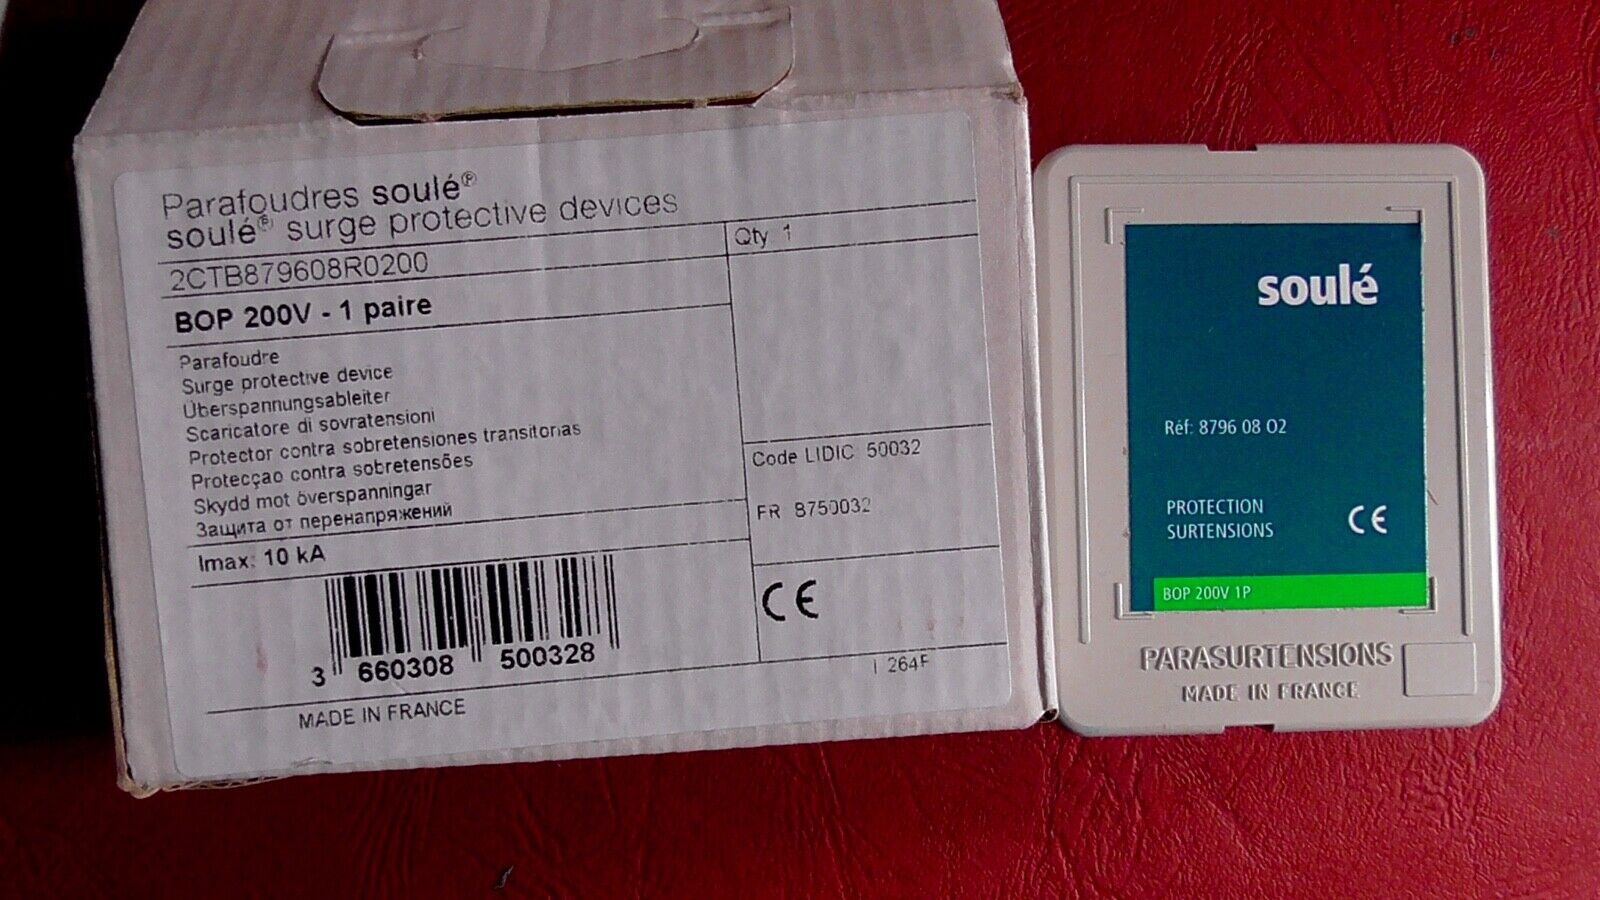 Parafoudres soulé®
soulé® surge protective devices
2CTB879608R0200
Qty 1
BOP 200V - 1 paire
Parafoudre
Surge protective device
Überspannungsableiter
Scaricatore di sovratensioni
Protector contra sobretensiones transitorias
Protecçao contra sobretensões
Skydd mot överspanningar
Защита от перенапряжений
Imax: 10 kA
Code LIDIC 50032
FR 8750032
CE
3 660308 500328
MADE IN FRANCE
soulé
Réf: 8796 08 02
PROTECTION
SURTENSIONS
CE
BOP 200V 1P
PARASURTENSIONS
MADE IN FRANCE